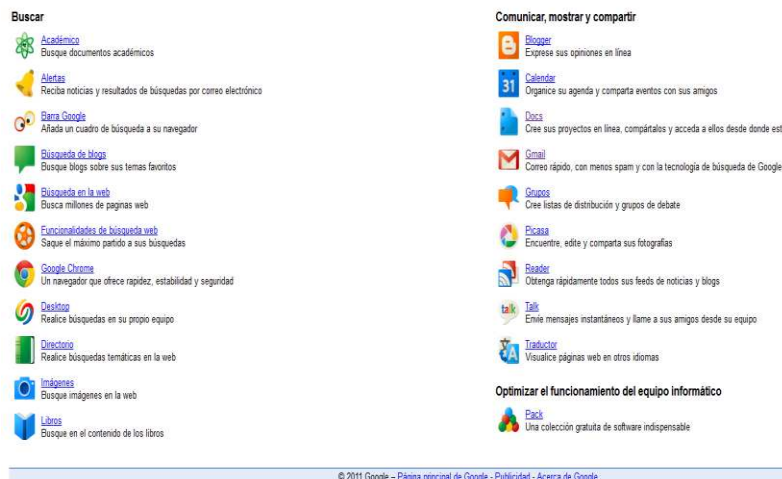 Buscar
Académico
Busque documentos académicos
Alertas
Reciba noticias y resultados de búsquedas por correo electrónico
Barra Google
Añada un cuadro de búsqueda a su navegador
Búsqueda de blogs
Busque blogs sobre sus temas favoritos
Búsqueda en la web
Busca millones de paginas web
Funcionalidades de búsqueda web
Saque el máximo partido a sus búsquedas
Google Chrome
Un navegador que ofrece rapidez, estabilidad y seguridad
Desktop
Realice búsquedas en su propio equipo
Directorio
Realice búsquedas temáticas en la web
Imágenes
Busque imágenes en la web
Libros
Busque en el contenido de los libros
Comunicar, mostrar y compartir
Blogger
Exprese sus opiniones en línea
31
Calendar
Organice su agenda y comparta eventos con sus amigos
Docs
Cree sus proyectos en línea, compártalos y acceda a ellos desde donde est
Gmail
Correo rápido, con menos spam y con la tecnología de búsqueda de Google
Grupos
Cree listas de distribución y grupos de debate
Picasa
Encuentre, edite y comparta sus fotografías
Reader
Obtenga rápidamente todos sus feeds de noticias y blogs
talk
Talk
Envíe mensajes instantáneos y llame a sus amigos desde su equipo
Traductor
Visualice páginas web en otros idiomas
Optimizar el funcionamiento del equipo informático
Pack
Una colección gratuita de software indispensable
© 2011 Google – Página principal de Google - Publicidad - Acerca de Google